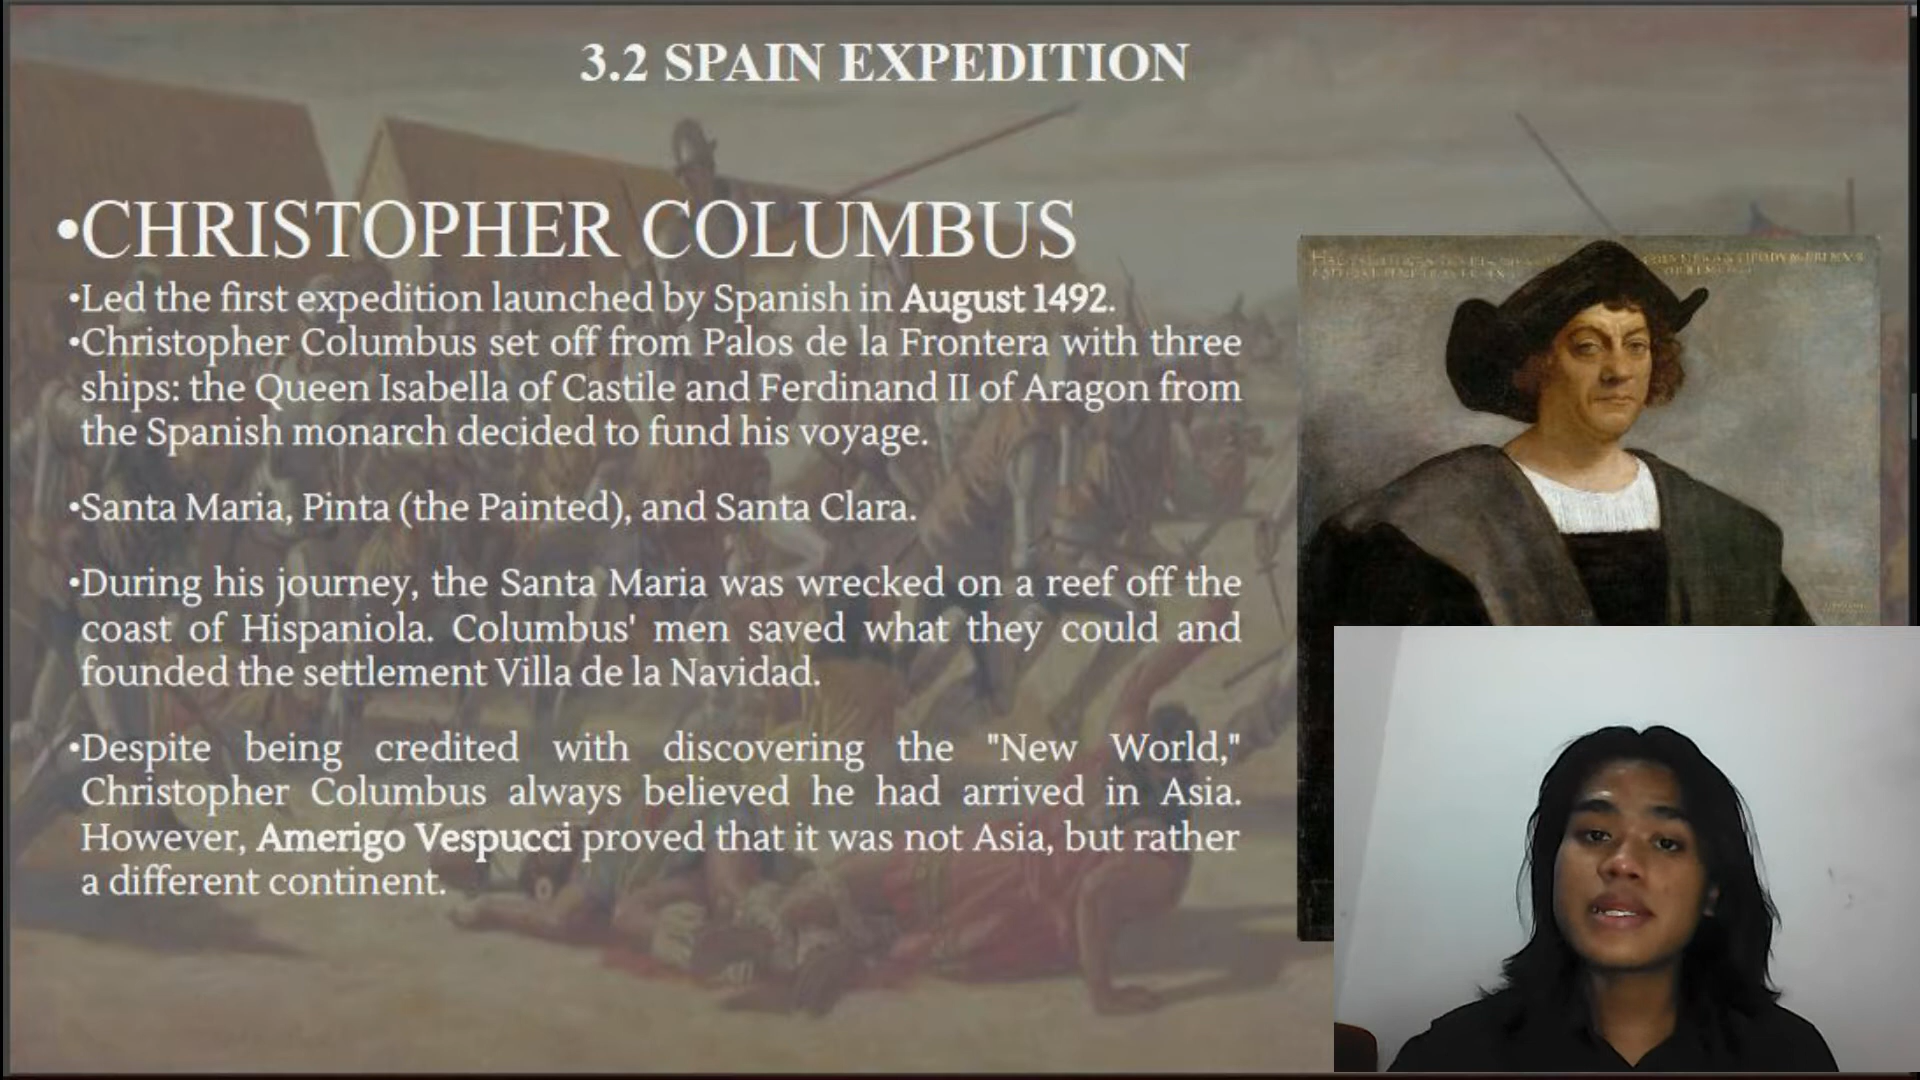 3.2 SPAIN EXPEDITION
•CHRISTOPHER COLUMBUS
•Led the first expedition launched by Spanish in August 1492.
•Christopher Columbus set off from Palos de la Frontera with three
ships: the Queen Isabella of Castile and Ferdinand II of Aragon from
the Spanish monarch decided to fund his voyage.
•Santa Maria, Pinta (the Painted), and Santa Clara.
•During his journey, the Santa Maria was wrecked on a reef off the
coast of Hispaniola. Columbus' men saved what they could and
founded the settlement Villa de la Navidad.
•Despite being credited with discovering the "New World,"
Christopher Columbus always believed he had arrived in Asia.
However, Amerigo Vespucci proved that it was not Asia, but rather
a different continent.